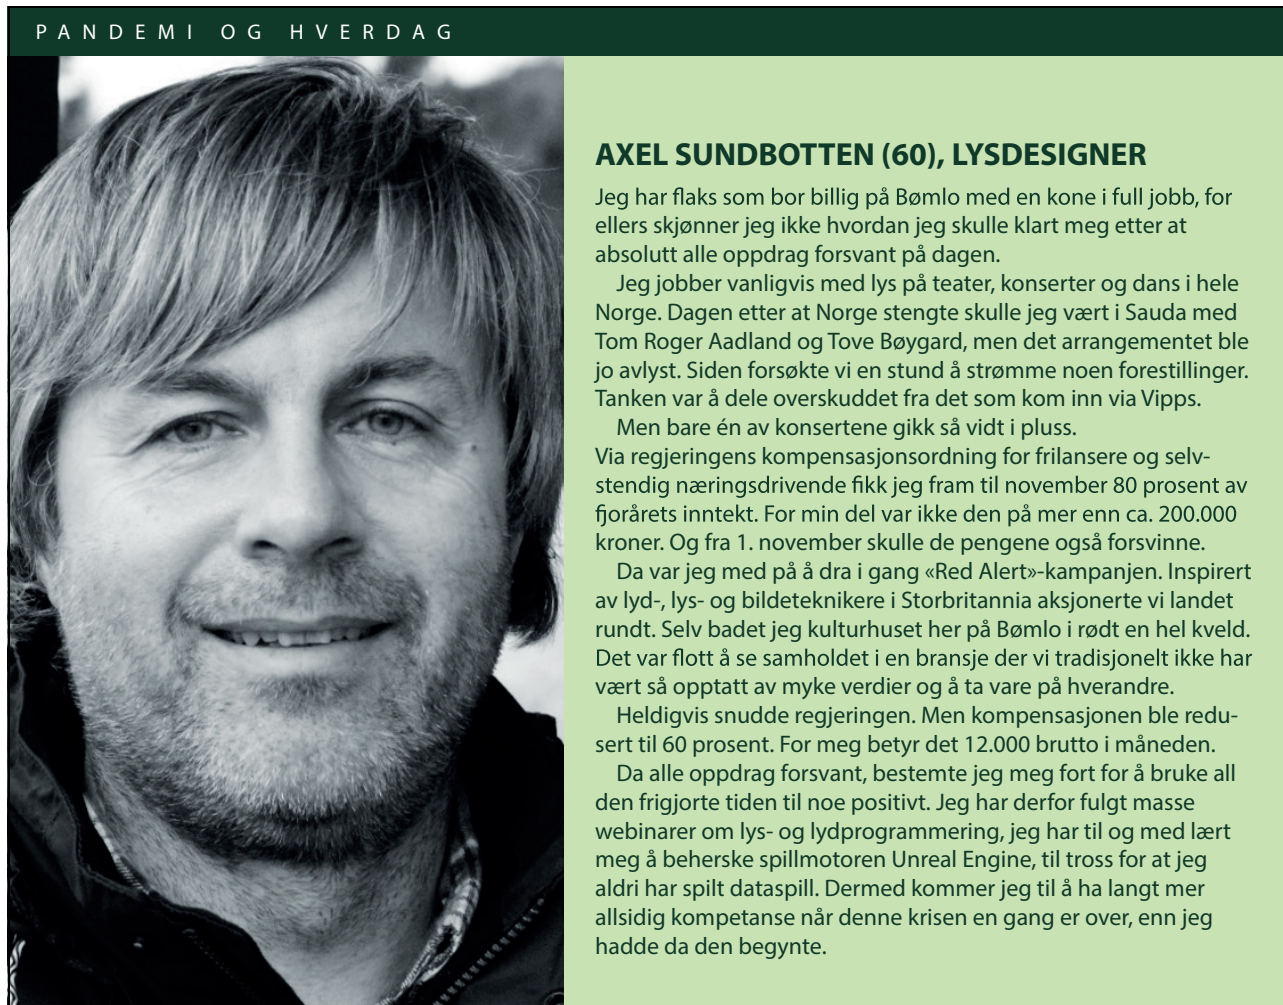 PANDEMI OG HVERDAG
AXEL SUNDBOTTEN (60), LYSDESIGNER
Jeg har flaks som bor billig på Bømlo med en kone i full jobb, for
ellers skjønner jeg ikke hvordan jeg skulle klart meg etter at
absolutt alle oppdrag forsvant på dagen.
Jeg jobber vanligvis med lys på teater, konserter og dans i hele
Norge. Dagen etter at Norge stengte skulle jeg vært i Sauda med
Tom Roger Aadland og Tove Bøygard, men det arrangementet ble
jo avlyst. Siden forsøkte vi en stund å strømme noen forestillinger.
Tanken var å dele overskuddet fra det som kom inn via Vipps.
Men bare én av konsertene gikk så vidt i pluss.
Via regjeringens kompensasjonsordning for frilansere og selv-
stendig næringsdrivende fikk jeg fram til november 80 prosent av
fjorårets inntekt. For min del var ikke den på mer enn ca. 200.000
kroner. Og fra 1. november skulle de pengene også forsvinne.
Da var jeg med på å dra i gang «Red Alert»-kampanjen. Inspirert
av lyd-, lys- og bildeteknikere i Storbritannia aksjonerte vi landet
rundt. Selv badet jeg kulturhuset her på Bømlo i rødt en hel kveld.
Det var flott å se samholdet i en bransje der vi tradisjonelt ikke har
vært så opptatt av myke verdier og å ta vare på hverandre.
Heldigvis snudde regjeringen. Men kompensasjonen ble redu-
sert til 60 prosent. For meg betyr det 12.000 brutto i måneden.
Da alle oppdrag forsvant, bestemte jeg meg fort for å bruke all
den frigjorte tiden til noe positivt. Jeg har derfor fulgt masse
webinarer om lys- og lydprogrammering, jeg har til og med lært
meg å beherske spillmotoren Unreal Engine, til tross for at jeg
aldri har spilt dataspill. Dermed kommer jeg til å ha langt mer
allsidig kompetanse når denne krisen en gang er over, enn jeg
hadde da den begynte.